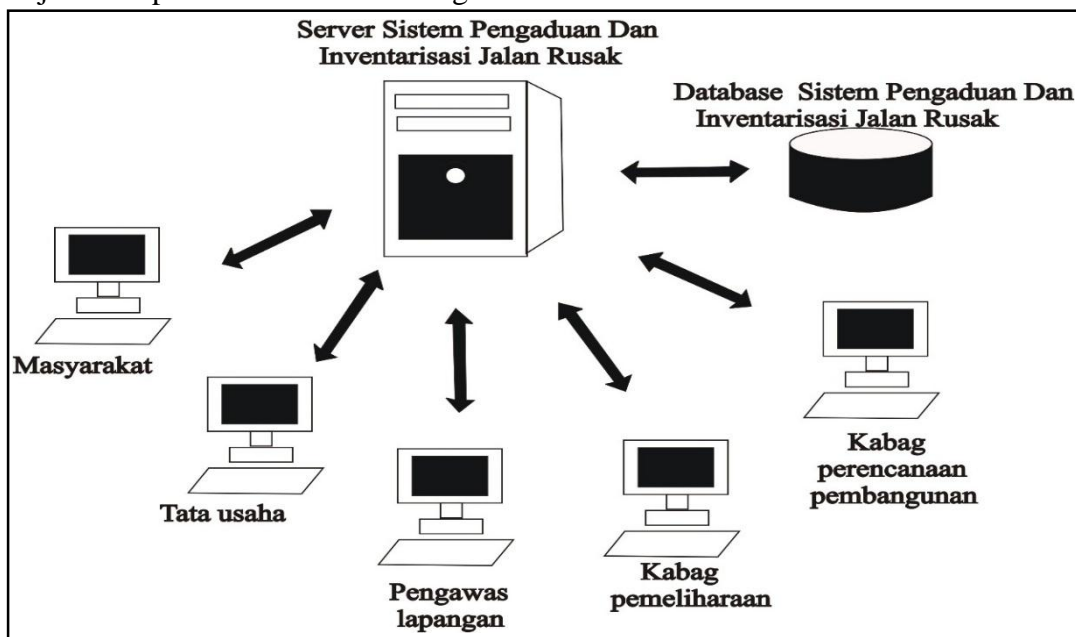 Server Sistem Pengaduan Dan
Inventarisasi Jalan Rusak
Database Sistem Pengaduan Dan
Inventarisasi Jalan Rusak
Masyarakat
Tata usaha
Pengawas
lapangan
Kabag
pemeliharaan
Kabag
perencanaan
pembangunan